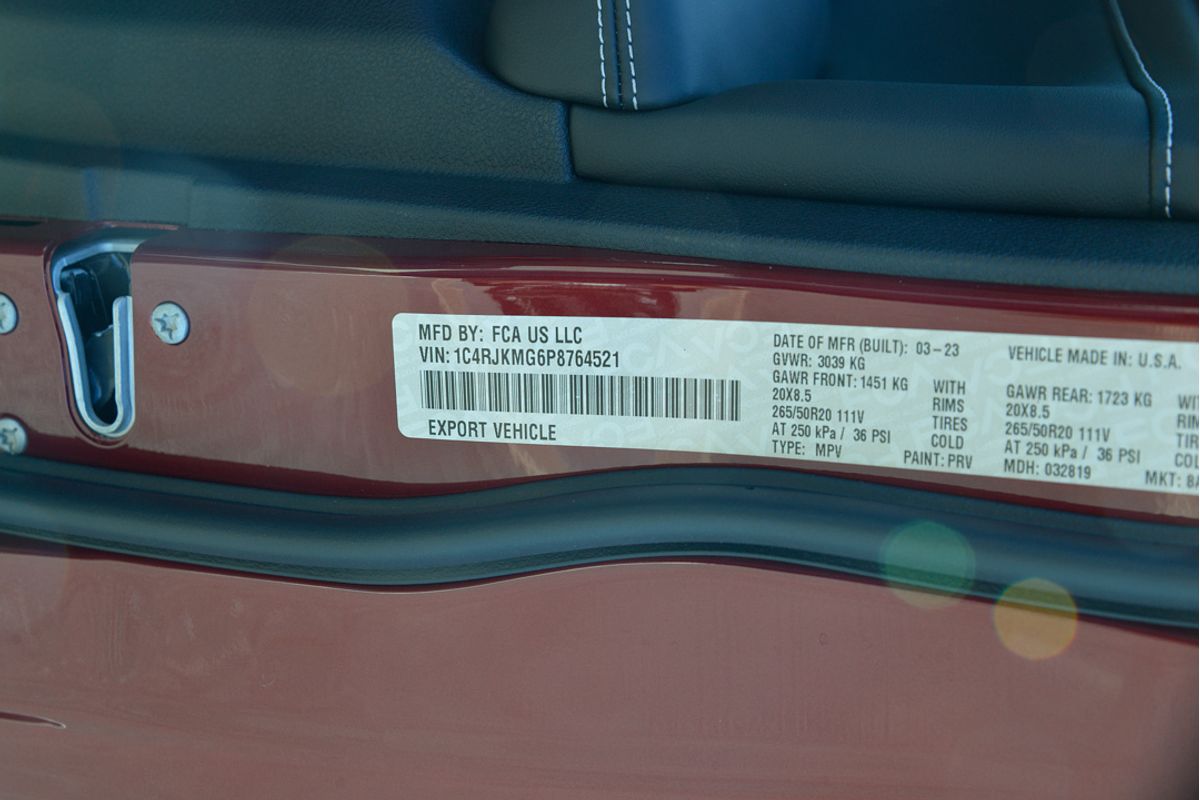 MFD BY: FCA US LLC
VIN: 1C4RJKMG6P8764521
EXPORT VEHICLE
DATE OF MFR (BUILT): 03-23
GVWR: 3039 KG
GAWR FRONT: 1451 KG WITH
20X8.5 RIMS
265/50R20 111V TIRES
AT 250 kPa / 36 PSI COLD
TYPE: MPV PAINT: PRV
VEHICLE MADE IN: U.S.A.
GAWR REAR: 1723 KG
20X8.5
265/50R20 111V
AT 250 kPa / 36 PSI
MDH: 032819 MKT: